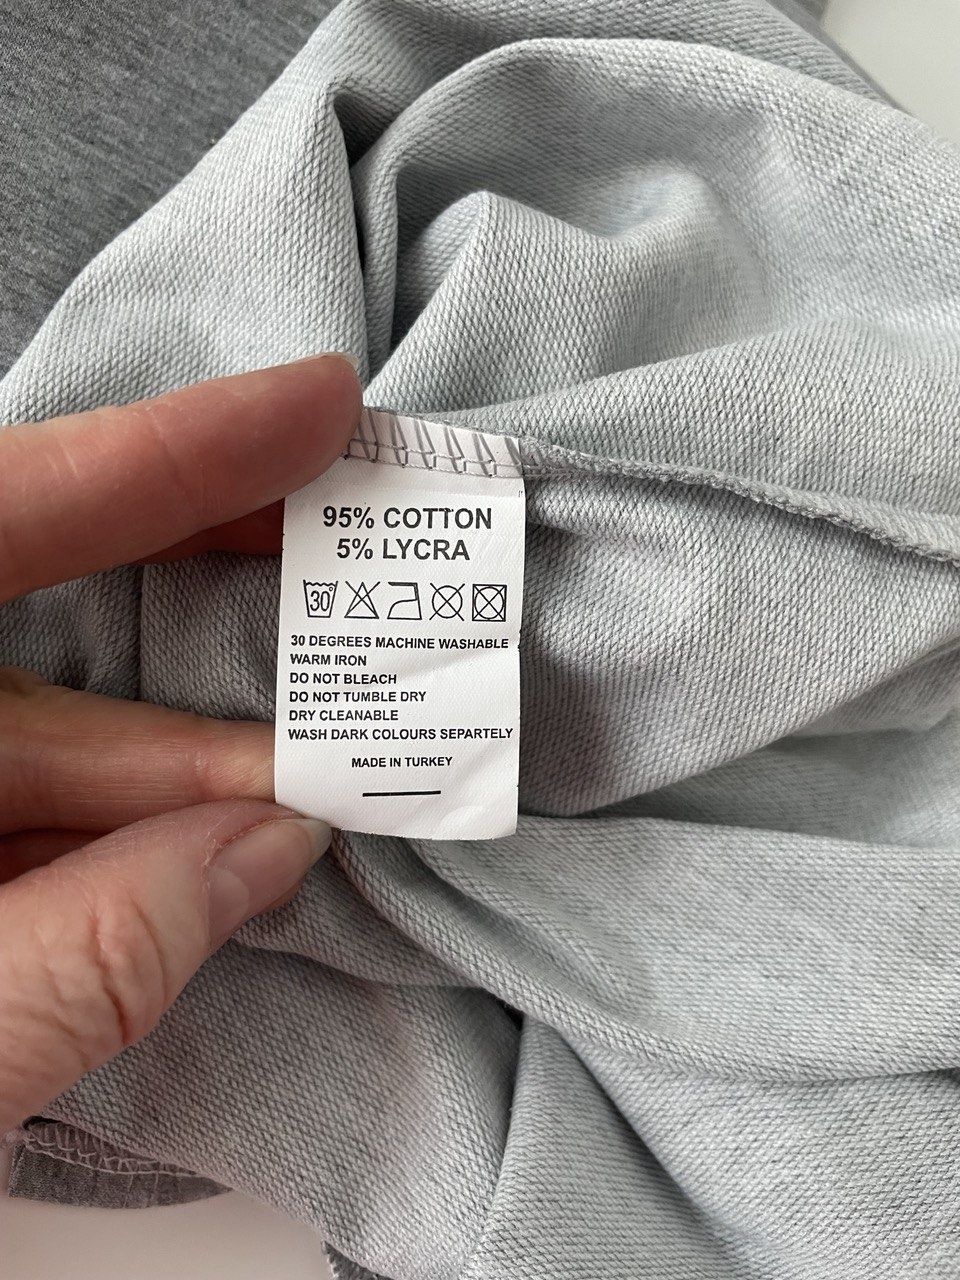 95% COTTON
5% LYCRA
30°
30 DEGREES MACHINE WASHABLE
WARM IRON
DO NOT BLEACH
DO NOT TUMBLE DRY
DRY CLEANABLE
WASH DARK COLOURS SEPARTELY
MADE IN TURKEY